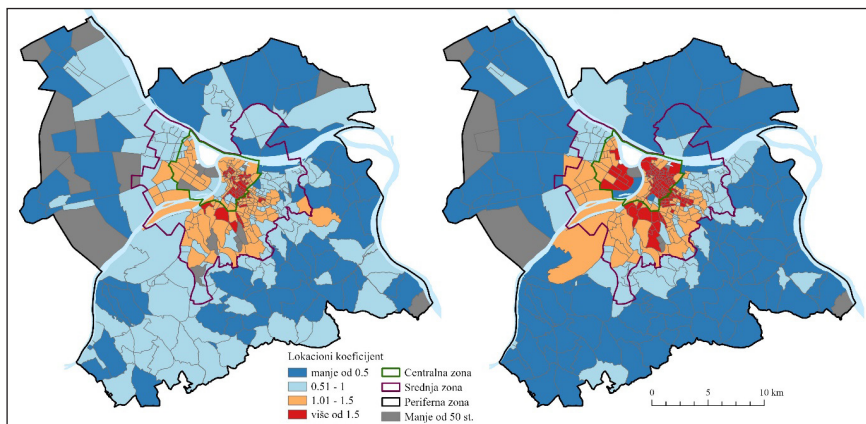 Lokacioni koeficijent
manje od 0.5
0.51 - 1
1.01 - 1.5
više od 1.5
Centralna zona
Srednja zona
Periferna zona
Manje od 50 st.
0 5 10 km